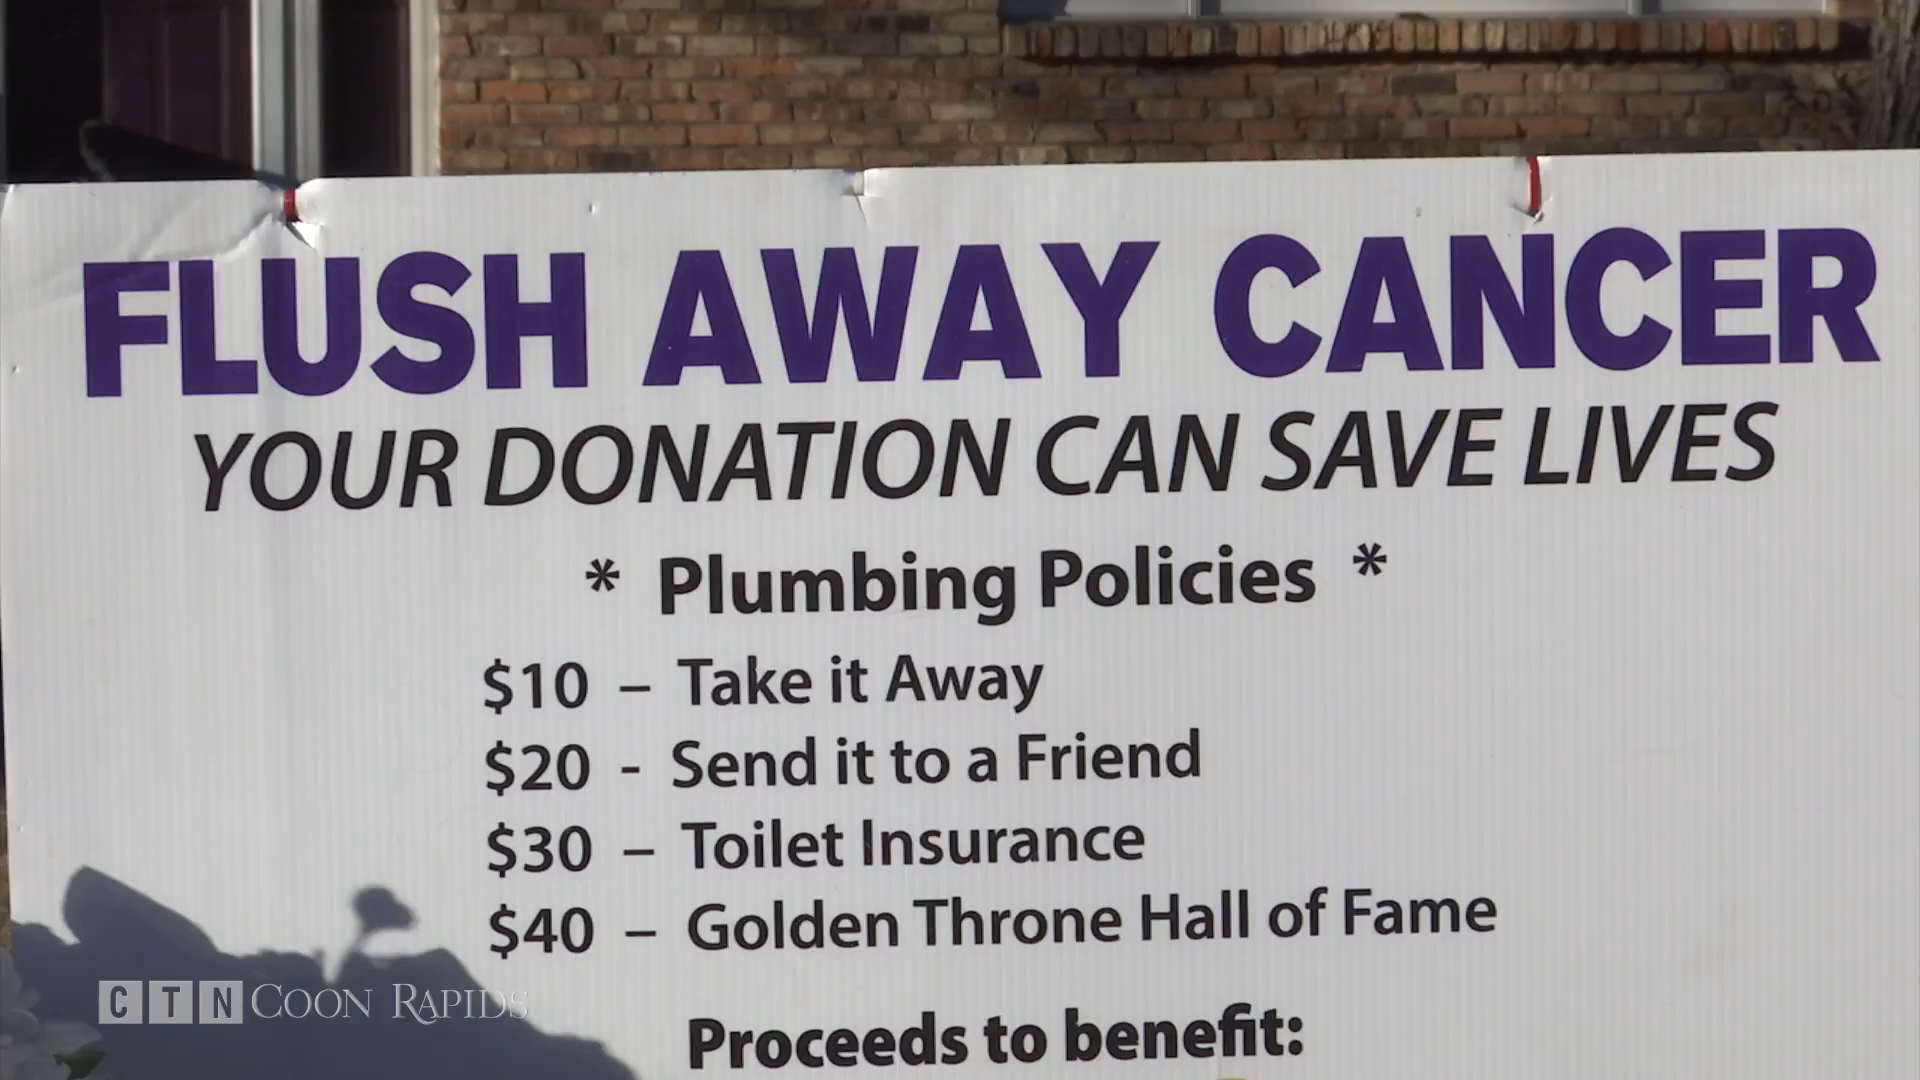 FLUSH AWAY CANCER
YOUR DONATION CAN SAVE LIVES
* Plumbing Policies *
$10 – Take it Away
$20 - Send it to a Friend
$30 – Toilet Insurance
$40 – Golden Throne Hall of Fame
Proceeds to benefit:
CTN COON RAPIDS